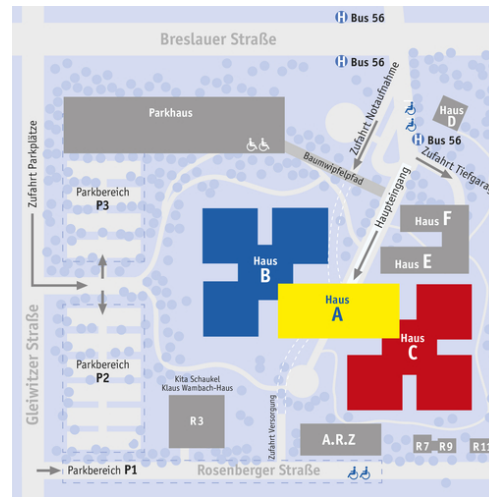 Bus 56
Breslauer Straße
Bus 56
Parkhaus
Zufahrt Notaufnahme
Haus
D
Bus 56
Baumwipfelpfad
Zufahrt Tiefgarage
Zufahrt Parkplätze
Parkbereich
P3
Haupteingang
Haus F
Haus
B
Haus E
Haus
A
Haus
C
Gleiwitzer Straße
Parkbereich
P2
Kita Schaukel
Klaus Wambach-Haus
R3
Zufahrt Versorgung
A.R.Z
R7
R9
R11
Parkbereich P1
Rosenberger Straße